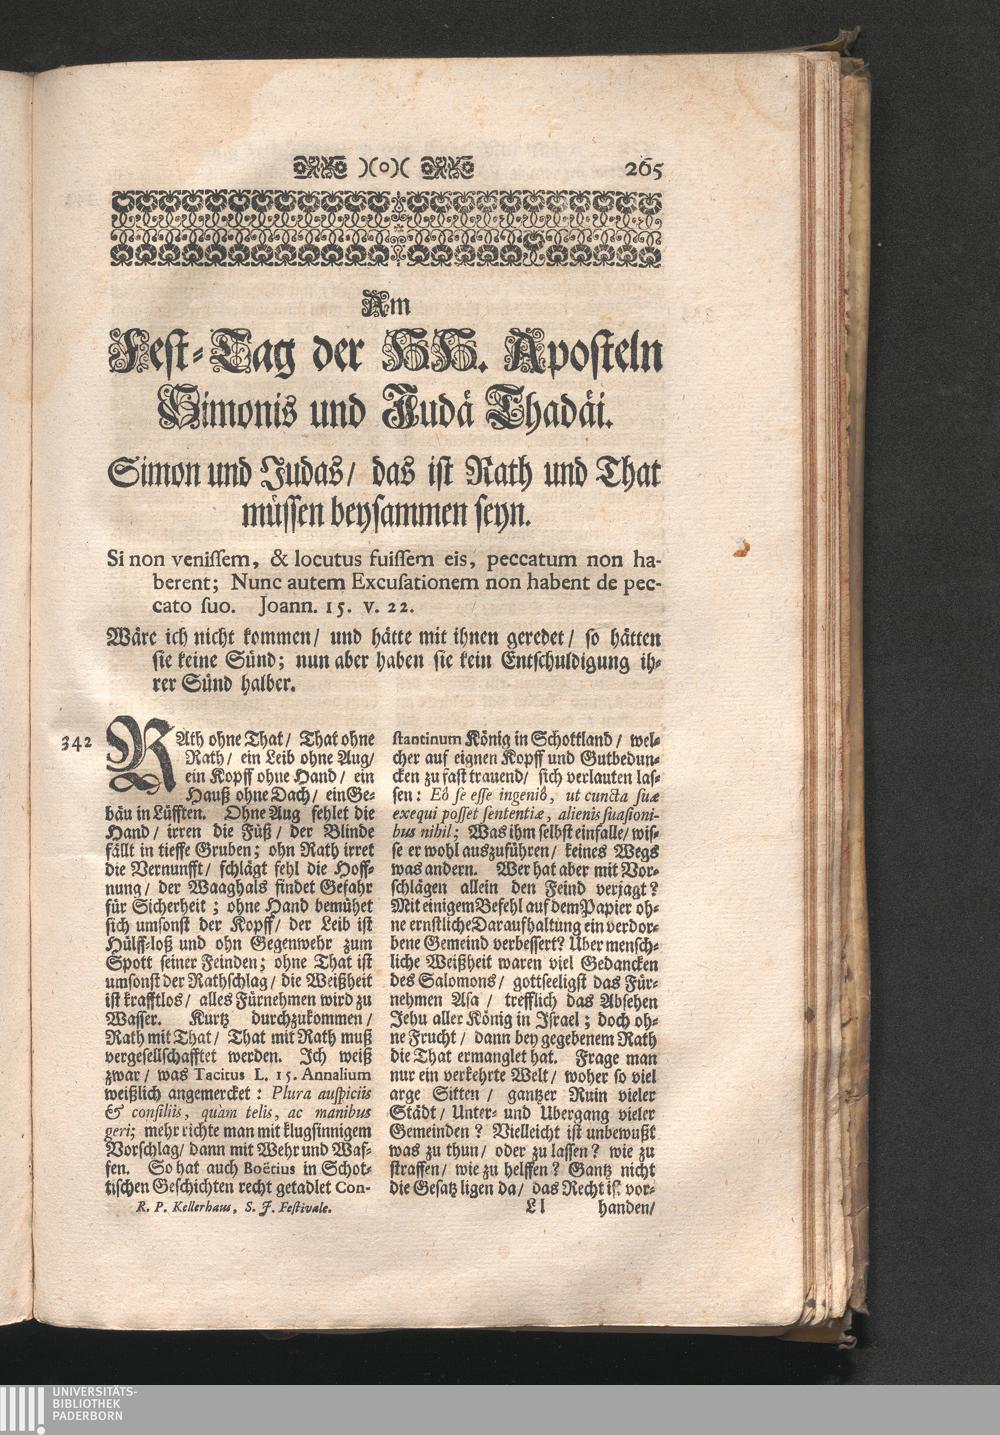 265
Am
Fest-Tag der HH. Aposteln
Simonis und Judä Thadäi.
Simon und Judas/ das ist Rath und That
müssen beysammen seyn.
Si non venissem, & locutus fuissem eis, peccatum non ha-
berent; Nunc autem Excusationem non habent de pec-
cato suo. Joann. 15. v. 22.
Wäre ich nicht kommen/ und hätte mit ihnen geredet/ so hätten
sie keine Sünd; nun aber haben sie kein Entschuldigung ih-
rer Sünd halber.
342
RAth ohne That/ That ohne
Rath/ ein Leib ohne Aug/
ein Kopff ohne Hand/ ein
Hauß ohne Dach/ ein Ge-
bäu in Lüfften. Ohne Aug fehlet die
Hand/ irren die Füß/ der Blinde
fällt in tieffe Gruben; ohn Rath irret
die Vernunfft/ schlägt fehl die Hoff-
nung/ der Waaghals findet Gefahr
für Sicherheit; ohne Hand bemühet
sich umsonst der Kopff/ der Leib ist
Hülff-loß und ohn Gegenwehr zum
Spott seiner Feinden; ohne That ist
umsonst der Rathschlag/ die Weißheit
ist krafftlos/ alles Fürnehmen wird zu
Wasser. Kurtz durchzukommen/
Rath mit That/ That mit Rath muß
vergesellschafftet werden. Ich weiß
zwar/ was Tacitus L. 15. Annalium
weißlich angemercket: Plura auspiciis
& consiliis, quàm telis, ac manibus
geri; mehr richte man mit klugsinnigem
Vorschlag/ dann mit Wehr und Waf-
fen. So hat auch Boëtius in Schot-
tischen Geschichten recht getadlet Con-
R. P. Kellerhaus, S. J. Festivale.
stantinum König in Schottland/ wel-
cher auf eignen Kopff und Gutbedun-
cken zu fast trauend/ sich verlauten las-
sen: Eô se esse ingeniô, ut cuncta suæ
exequi posset sententiæ, alienis suasioni-
bus nihil; Was ihm selbst einfalle/ wis-
se er wohl auszuführen/ keines Wegs
was andern. Wer hat aber mit Vor-
schlägen allein den Feind verjagt?
Mit einigem Befehl auf dem Papier oh-
ne ernstliche Daraufhaltung ein verdor-
bene Gemeind verbessert? Uber mensch-
liche Weißheit waren viel Gedancken
des Salomons/ gottseeligst das Für-
nehmen Asa/ trefflich das Absehen
Jehu aller König in Israel; doch oh-
ne Frucht/ dann bey gegebenem Rath
die That ermanglet hat. Frage man
nur ein verkehrte Welt/ woher so viel
arge Sitten/ gantzer Ruin vieler
Städt/ Unter- und Ubergang vieler
Gemeinden? Vielleicht ist unbewußt
was zu thun/ oder zu lassen? wie zu
straffen/ wie zu helffen? Gantz nicht
die Gesatz ligen da/ das Recht ist vor-
Ll handen/
UNIVERSITÄTS-
BIBLIOTHEK
PADERBORN